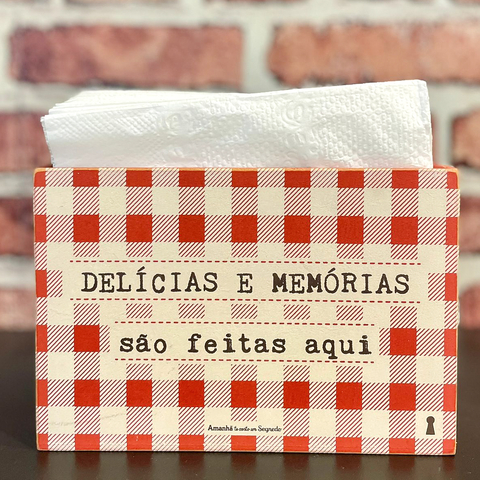 DELÍCIAS E MEMÓRIAS
são feitas aqui
Amanhã te conto um Segredo